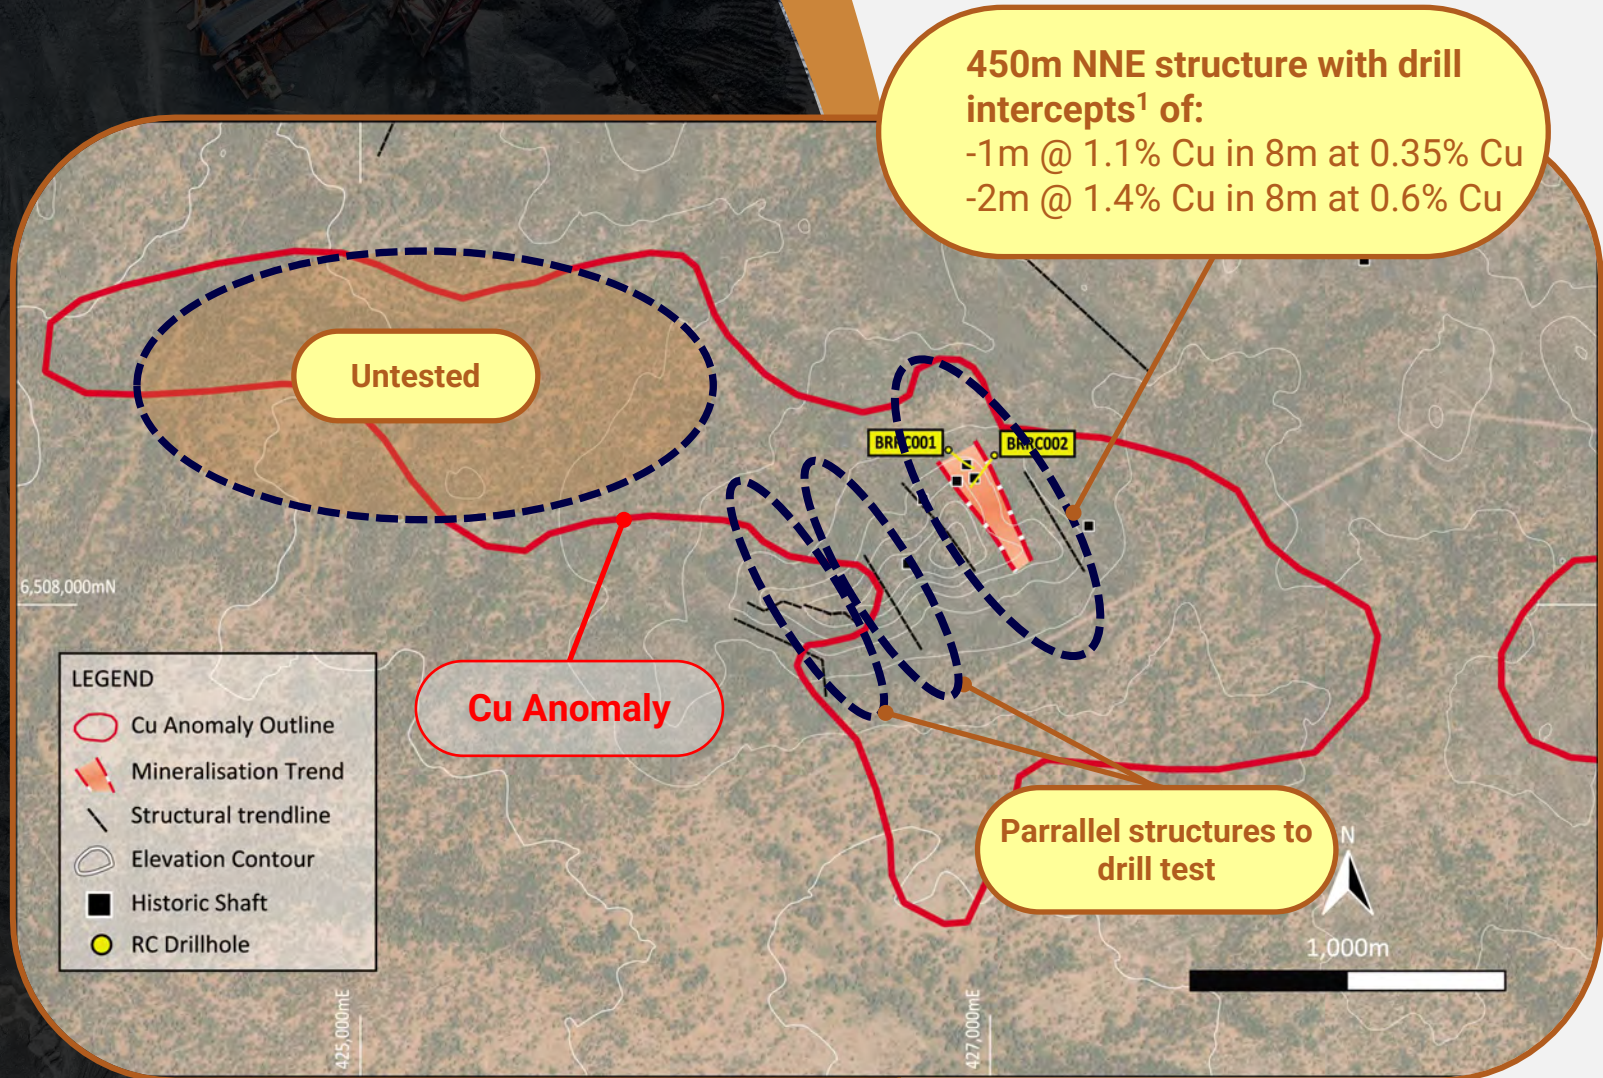 450m NNE structure with drill
intercepts¹ of:
-1m @ 1.1% Cu in 8m at 0.35% Cu
-2m @ 1.4% Cu in 8m at 0.6% Cu
Untested
BRRC001
BRRC002
6,508,000mN
Cu Anomaly
LEGEND
Cu Anomaly Outline
Mineralisation Trend
Structural trendline
Elevation Contour
Historic Shaft
RC Drillhole
Parrallel structures to
drill test
N
1,000m
425,000mE
427,000mE